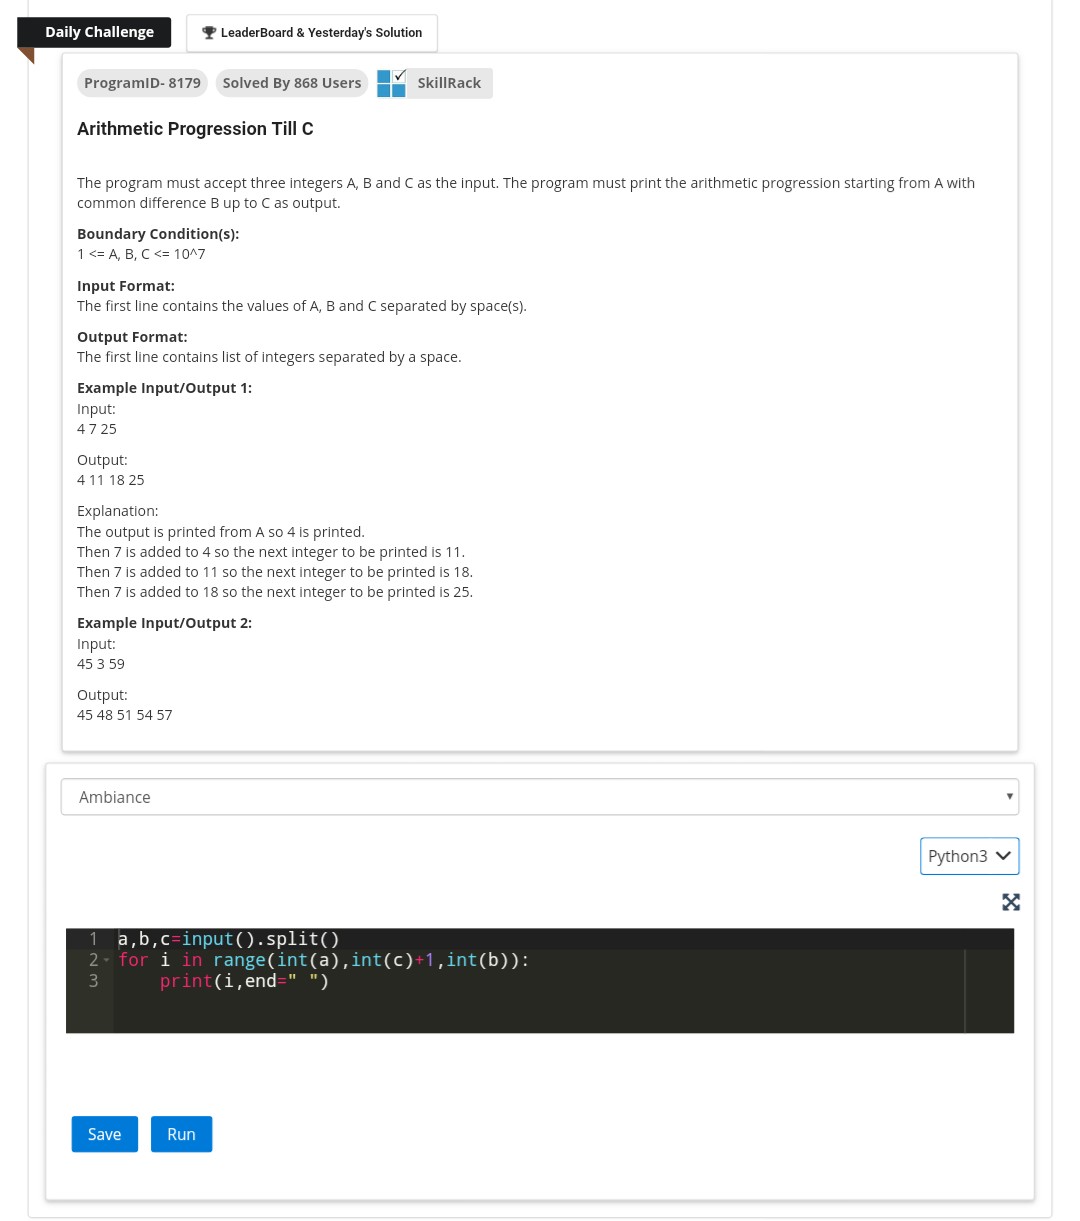 Daily Challenge
LeaderBoard & Yesterday's Solution
ProgramID- 8179 Solved By 868 Users SkillRack
Arithmetic Progression Till C
The program must accept three integers A, B and C as the input. The program must print the arithmetic progression starting from A with
common difference B up to C as output.
Boundary Condition(s):
1 <= A, B, C <= 10^7
Input Format:
The first line contains the values of A, B and C separated by space(s).
Output Format:
The first line contains list of integers separated by a space.
Example Input/Output 1:
Input:
4 7 25
Output:
4 11 18 25
Explanation:
The output is printed from A so 4 is printed.
Then 7 is added to 4 so the next integer to be printed is 11.
Then 7 is added to 11 so the next integer to be printed is 18.
Then 7 is added to 18 so the next integer to be printed is 25.
Example Input/Output 2:
Input:
45 3 59
Output:
45 48 51 54 57
Ambiance
Python3
1 a,b,c=input().split()
2 for i in range(int(a),int(c)+1,int(b)):
3     print(i,end=" ")
Save Run